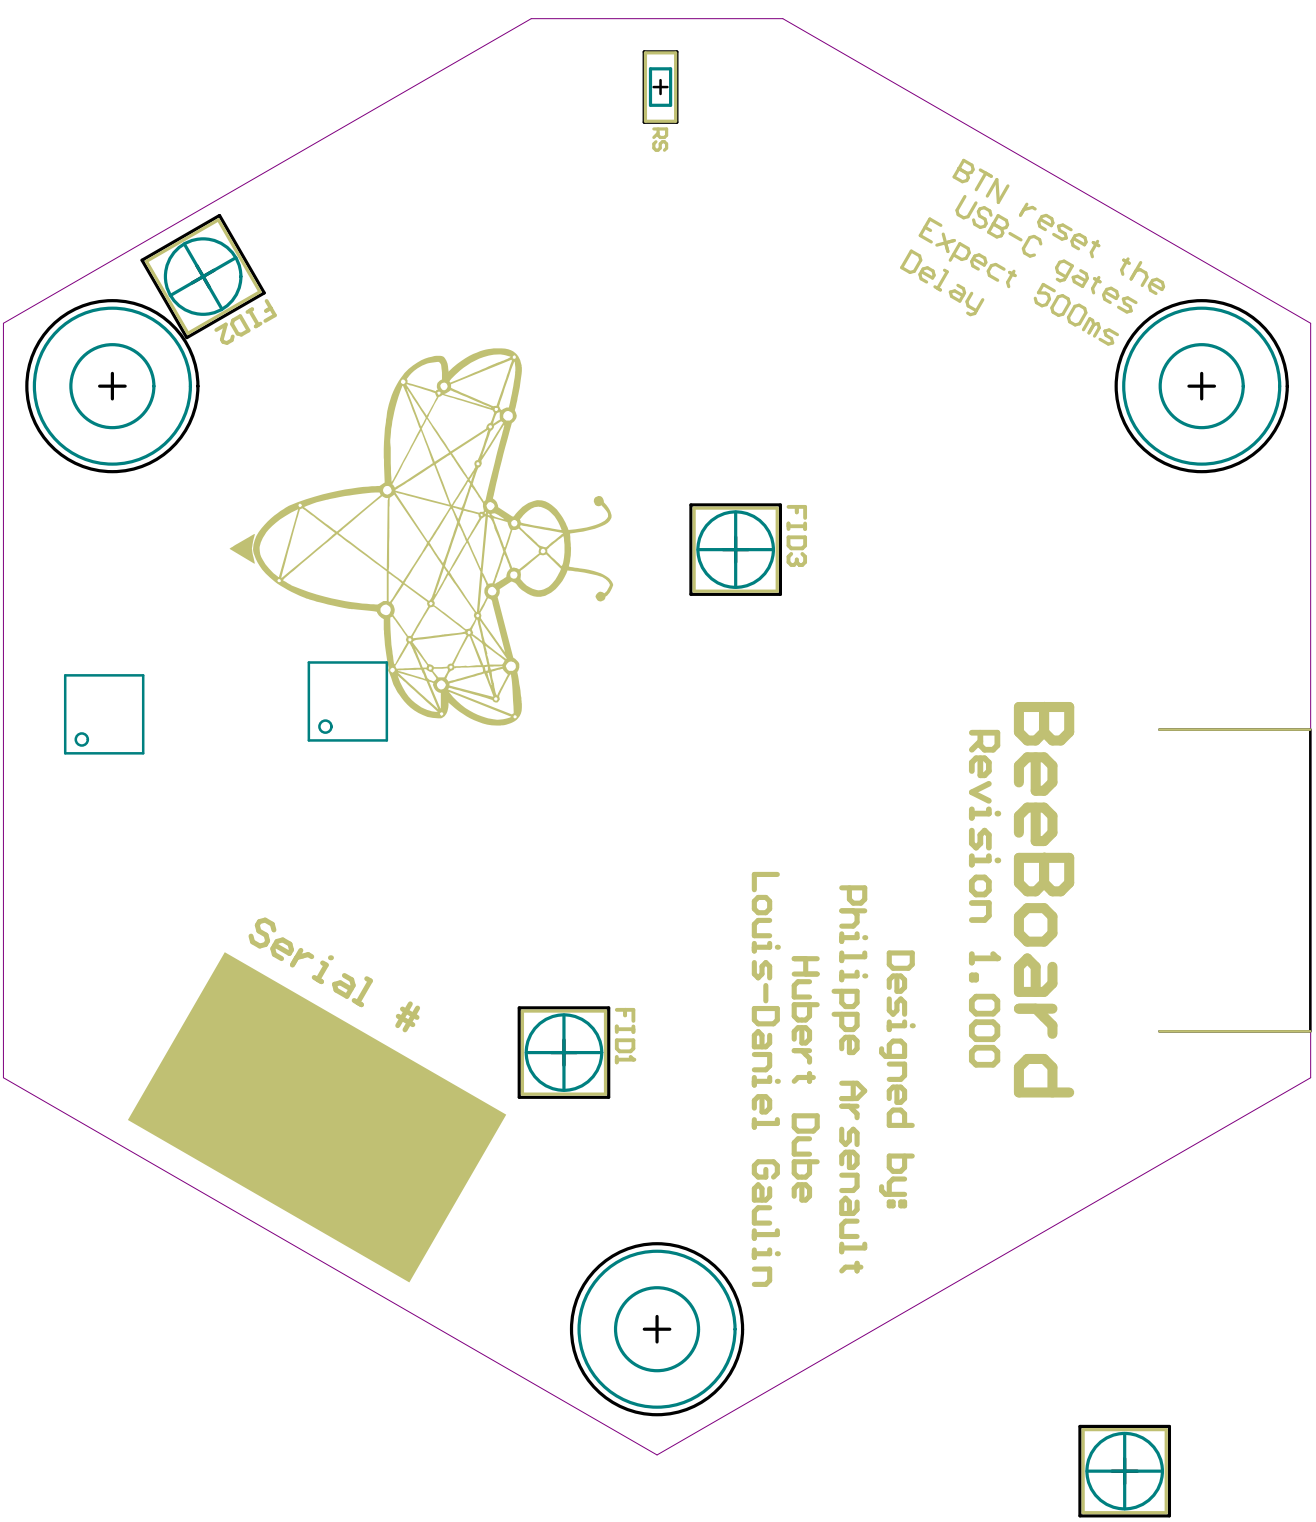 RS
BTN reset the
USB-C gates
Expect 500ms
Delay
FID2
FID3
BeeBoard
Revision 1.000
Designed by:
Philippe Arsenault
Hubert Dube
Louis-Daniel Gaulin
Serial #
FID1